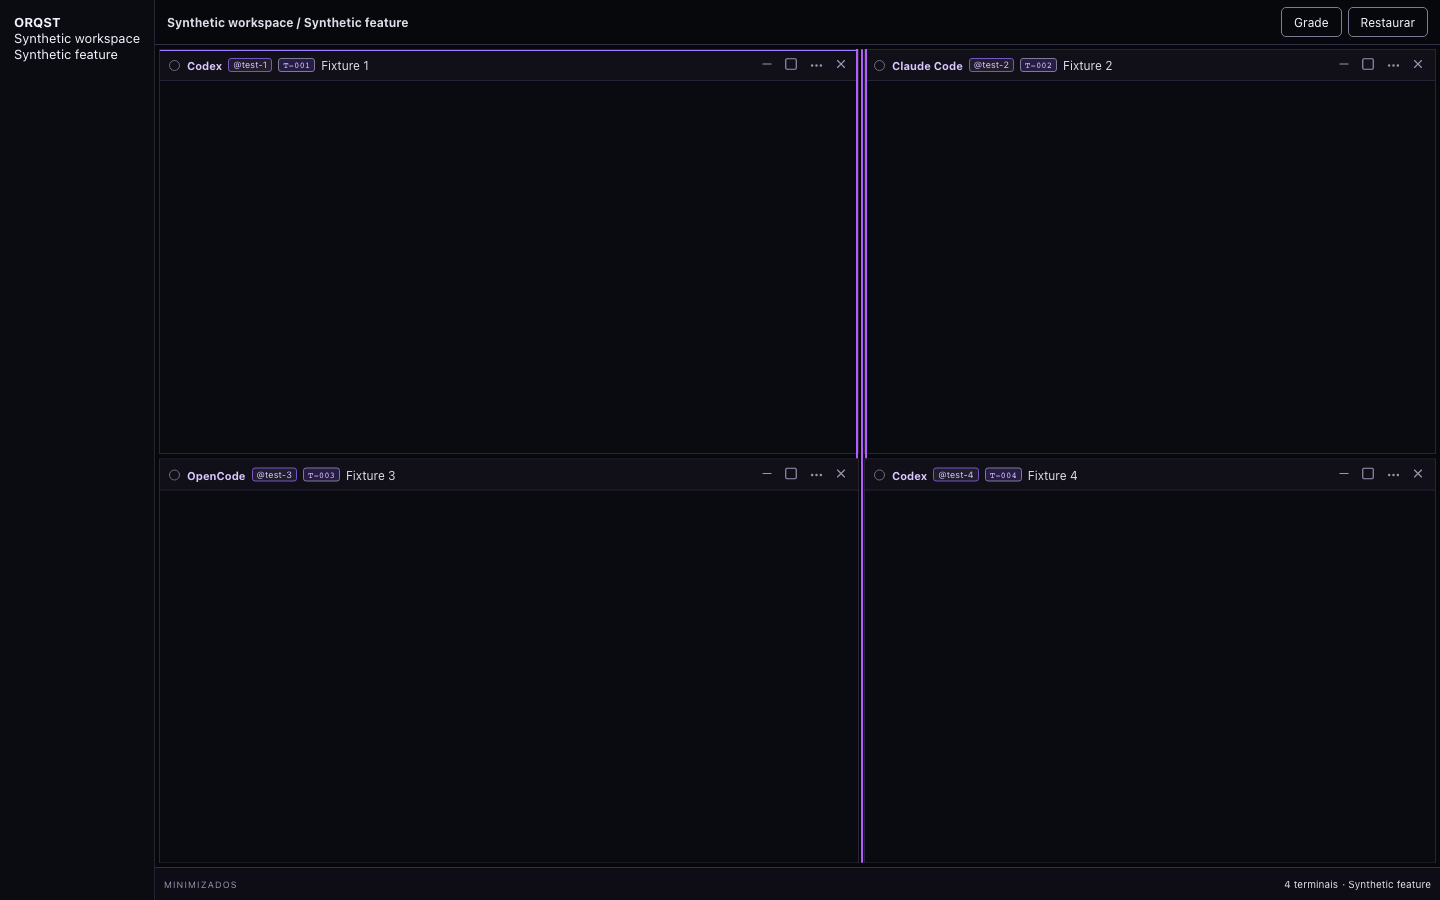 ORQST
Synthetic workspace
Synthetic feature
Synthetic workspace / Synthetic feature
Grade
Restaurar
Codex @test-1 T-001 Fixture 1
Claude Code @test-2 T-002 Fixture 2
OpenCode @test-3 T-003 Fixture 3
Codex @test-4 T-004 Fixture 4
MINIMIZADOS
4 terminais · Synthetic feature